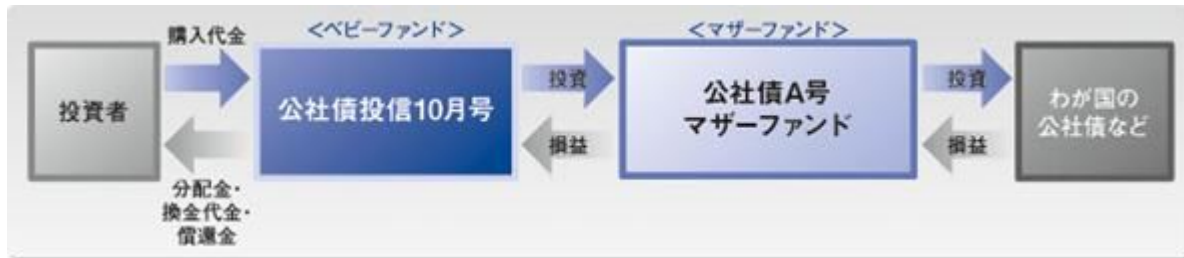 購入代金
＜ベビーファンド＞
＜マザーファンド＞
投資者
公社債投信10月号
投資
損益
公社債A号
マザーファンド
投資
損益
わが国の
公社債など
分配金・
換金代金・
償還金